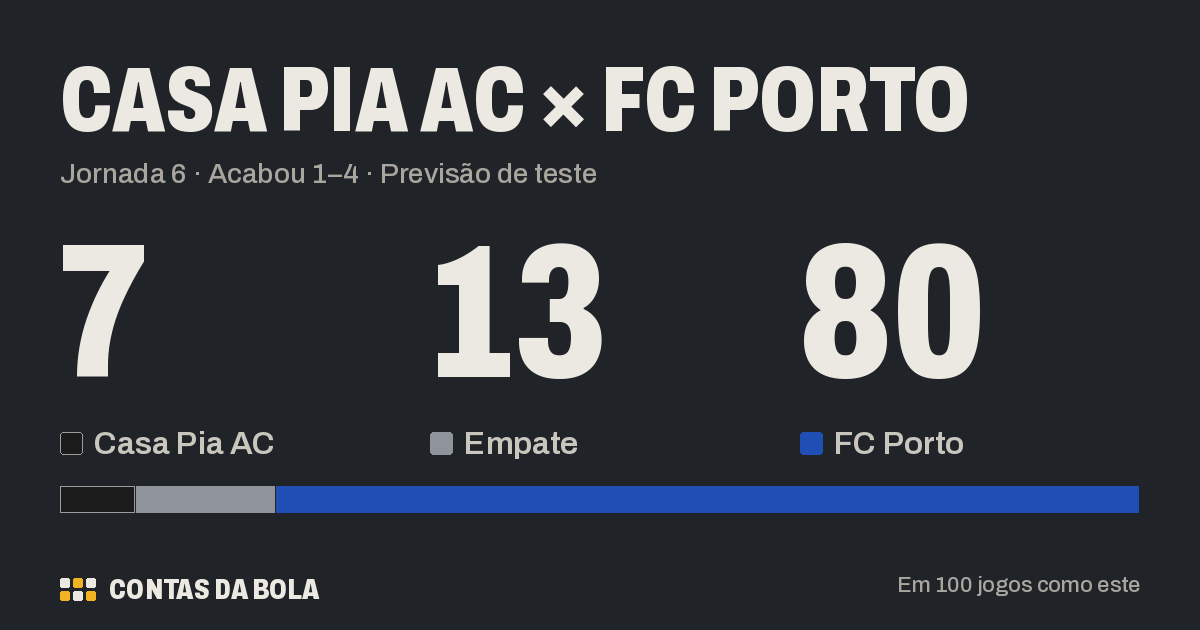 CASA PIA AC × FC PORTO
Jornada 6 · Acabou 1–4 · Previsão de teste
7 13 80
Casa Pia AC Empate FC Porto
CONTAS DA BOLA
Em 100 jogos como este